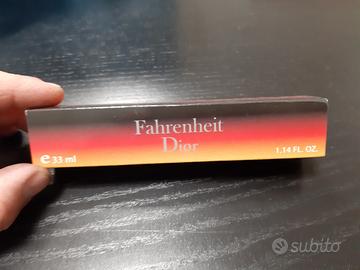 Fahrenheit
Dior
e 33 ml
1.14 FL. OZ.
subito